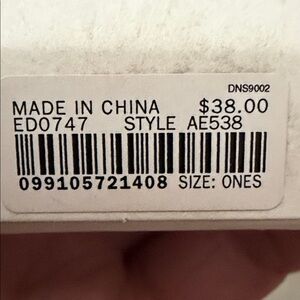 DNS9002
MADE IN CHINA $38.00
ED0747 STYLE AE538
099105721408 SIZE: ONES